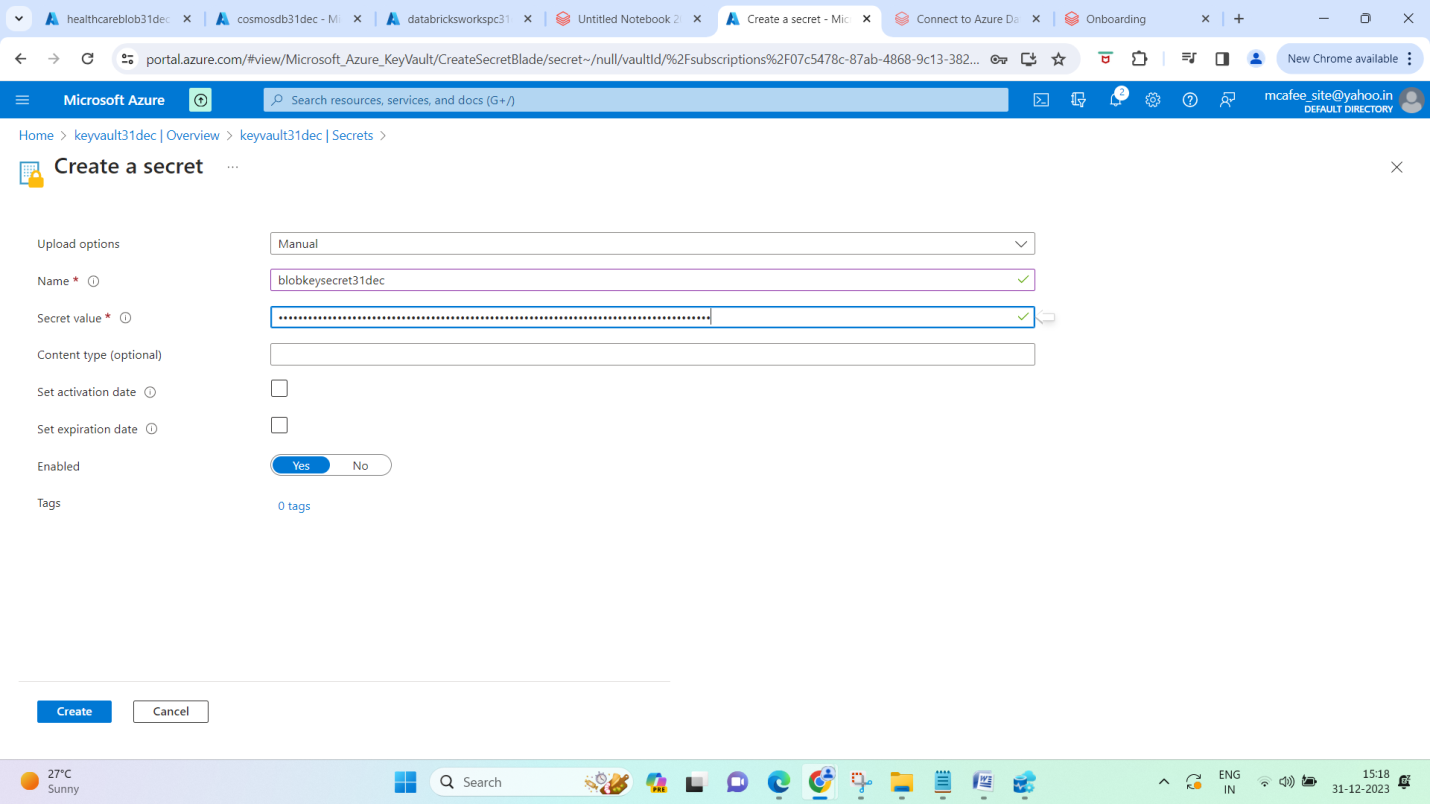 healthcareblob31dec
cosmosdb31dec - Mi
databricksworkspc31
Untitled Notebook 2
Create a secret - Mic
Connect to Azure Da
Onboarding
portal.azure.com/#view/Microsoft_Azure_KeyVault/CreateSecretBlade/secret~/null/vaultId/%2Fsubscriptions%2F07c5478c-87ab-4868-9c13-382...
New Chrome available
Microsoft Azure
Search resources, services, and docs (G+/)
2
mcafee_site@yahoo.in
DEFAULT DIRECTORY
Home > keyvault31dec | Overview > keyvault31dec | Secrets >
Create a secret ...
Upload options
Manual
Name *
blobkeysecret31dec
Secret value *
Content type (optional)
Set activation date
Set expiration date
Enabled
Yes No
Tags
0 tags
Create
Cancel
27°C
Sunny
Search
PRE
ENG
IN
15:18
31-12-2023